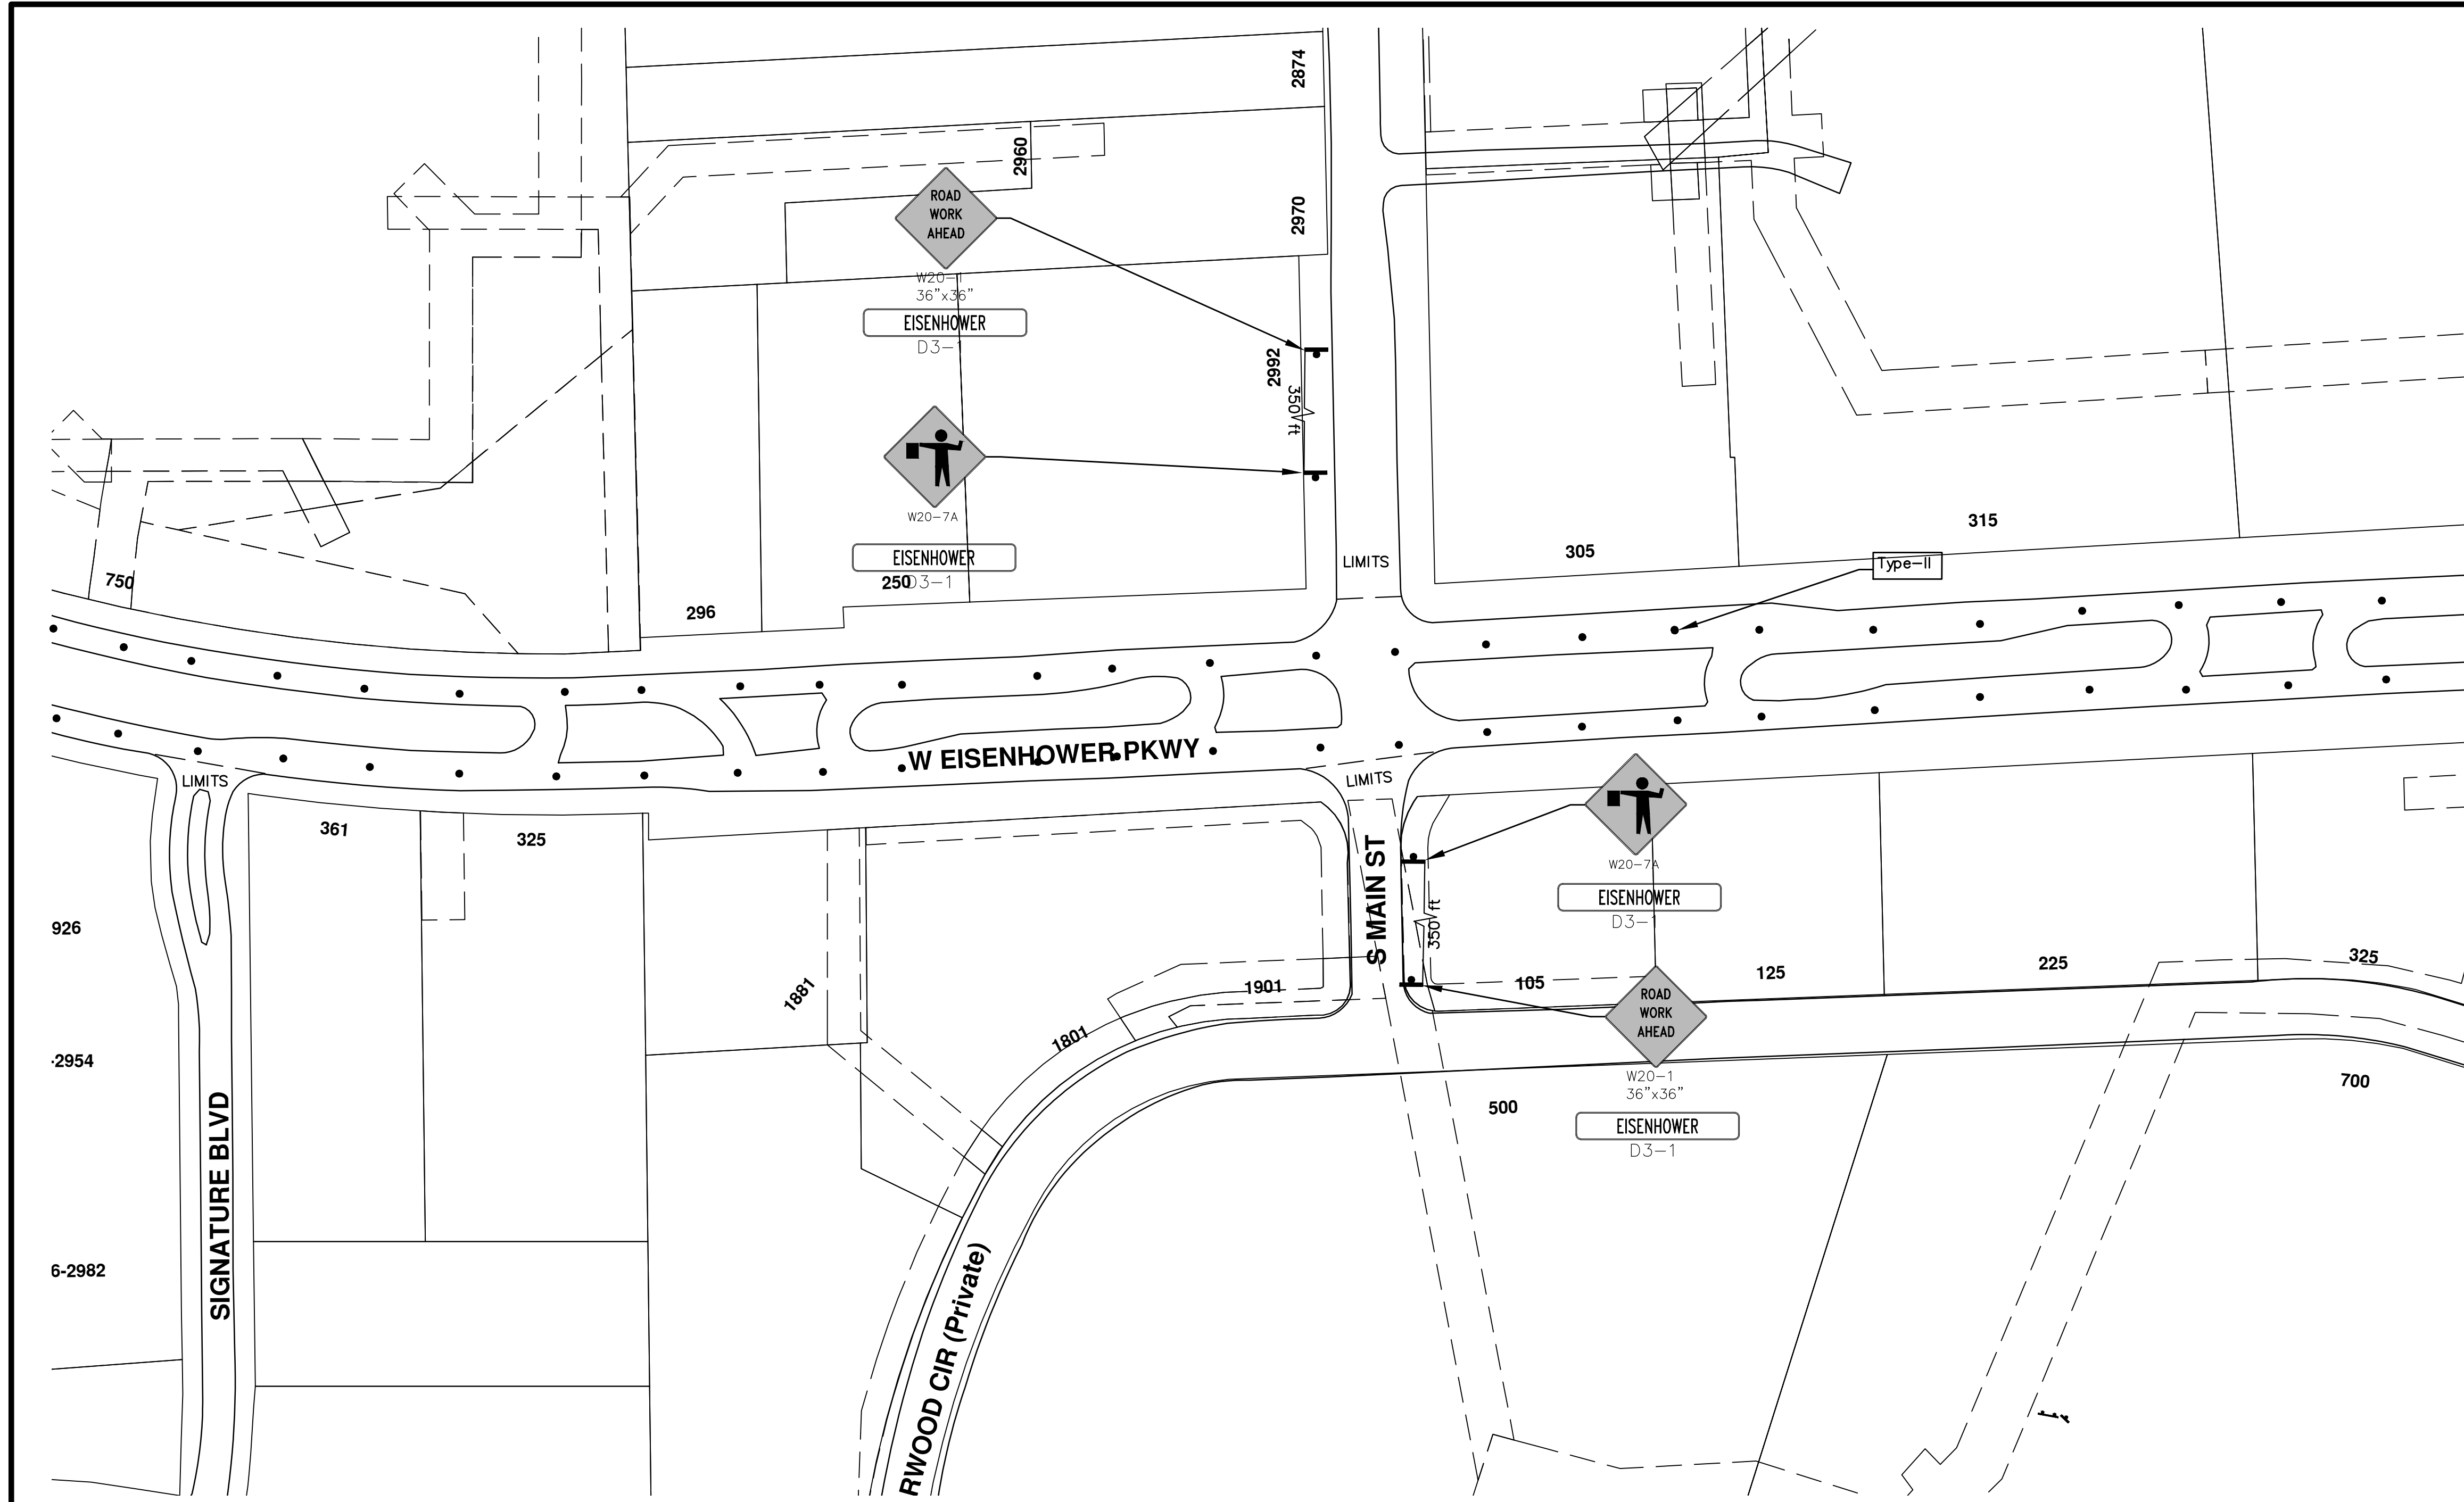 2874
2960
2970
ROAD
WORK
AHEAD
W20-1
36"x36"
EISENHOWER
D3-1
2992
350 ft
W20-7A
EISENHOWER
D3-1
250
750
296
LIMITS
305
315
Type-II
W EISENHOWER PKWY
LIMITS
LIMITS
361
325
S MAIN ST
350 ft
W20-7A
EISENHOWER
D3-1
926
1881
1901
1801
105
125
225
325
ROAD
WORK
AHEAD
W20-1
36"x36"
EISENHOWER
D3-1
-2954
500
700
SIGNATURE BLVD
6-2982
RWOOD CIR (Private)